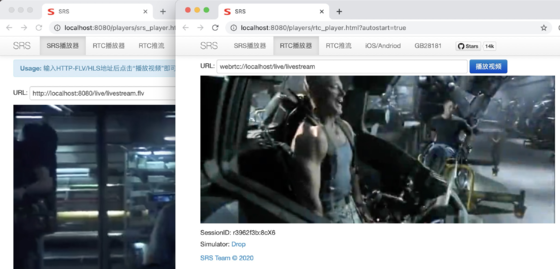 SRS
localhost:8080/players/srs_player.
SRS
SRS播放器
RTC播放器
RTC推流
Usage: 输入HTTP-FLV/HLS地址后点击"播放视频"即可
URL:
http://localhost:8080/live/livestream.flv
SRS
localhost:8080/players/rtc_player.html?autostart=true
SRS
SRS播放器
RTC播放器
RTC推流
iOS/Andriod
GB28181
Stars
14k
URL:
webrtc://localhost/live/livestream
播放视频
SessionID: r3962f3b:8cX6
Simulator: Drop
SRS Team © 2020